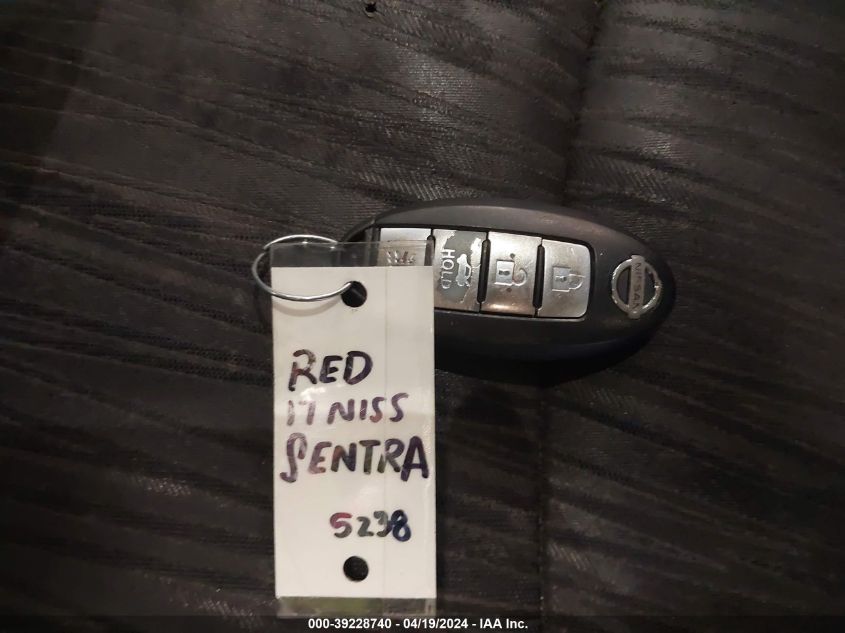 HOLD
NISSAN
RED
17 NISS
SENTRA
5238
000-39228740 - 04/19/2024 - IAA Inc.